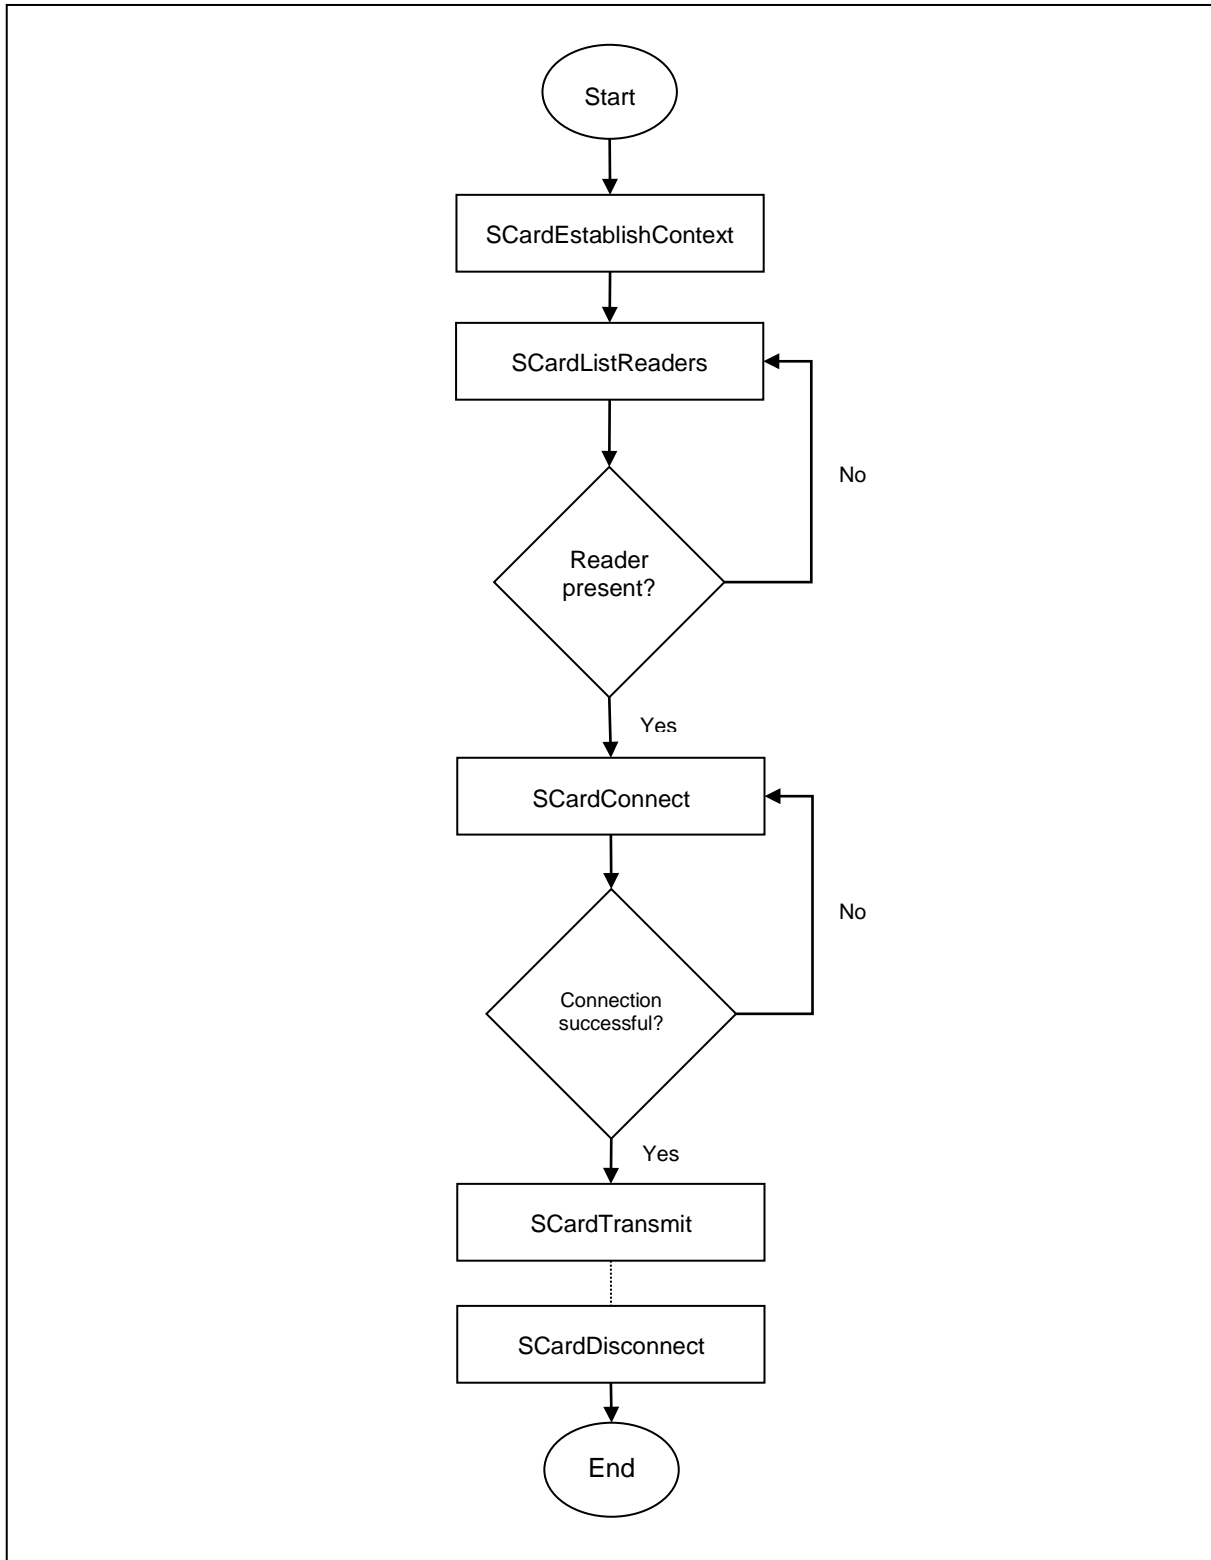 Start
SCardEstablishContext
SCardListReaders
No
Reader
present?
Yes
SCardConnect
No
Connection
successful?
Yes
SCardTransmit
SCardDisconnect
End